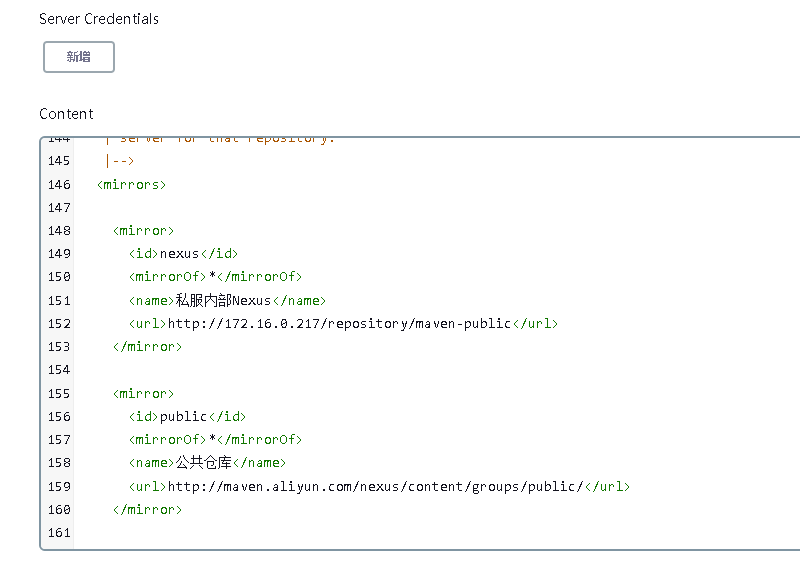 Server Credentials
新增
Content
144    | server for that repository.
145    |-->
146   <mirrors>
147
148     <mirror>
149       <id>nexus</id>
150       <mirrorOf>*</mirrorOf>
151       <name>私服内部Nexus</name>
152       <url>http://172.16.0.217/repository/maven-public</url>
153     </mirror>
154
155     <mirror>
156       <id>public</id>
157       <mirrorOf>*</mirrorOf>
158       <name>公共仓库</name>
159       <url>http://maven.aliyun.com/nexus/content/groups/public/</url>
160     </mirror>
161